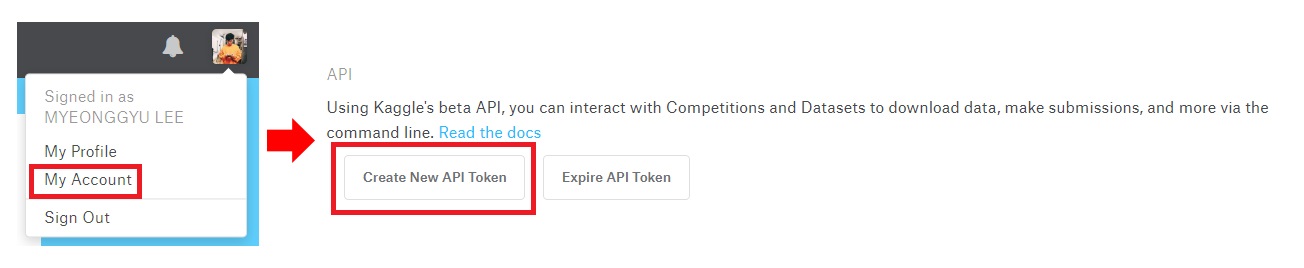 Signed in as
MYEONGGYU LEE
My Profile
My Account
Sign Out
API
Using Kaggle's beta API, you can interact with Competitions and Datasets to download data, make submissions, and more via the
command line. Read the docs
Create New API Token
Expire API Token